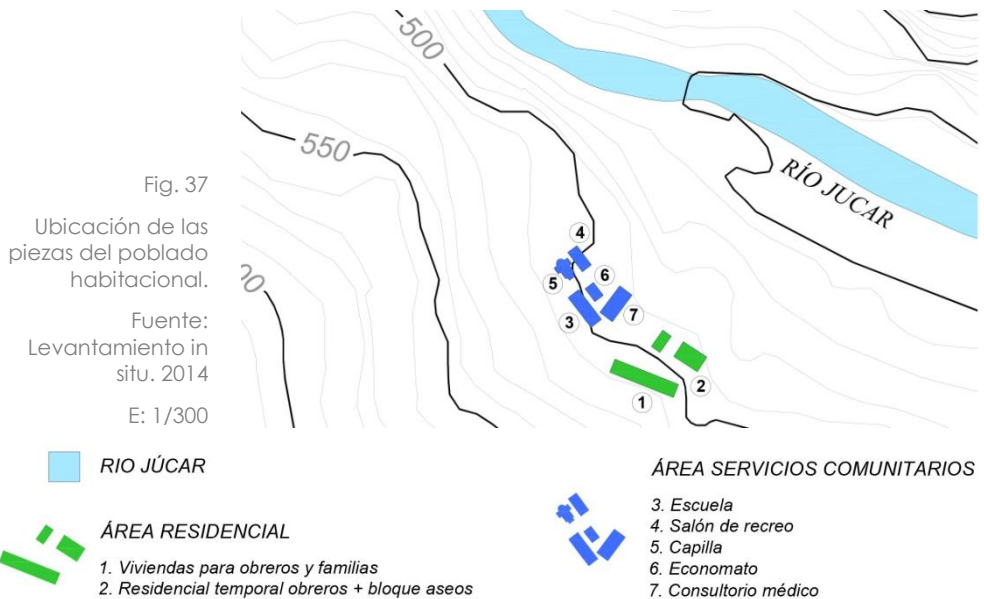 500
550
Fig. 37
Ubicación de las
piezas del poblado
habitacional.
Fuente:
Levantamiento in
situ. 2014
E: 1/300
RÍO JUCAR
4
5
6
3
7
2
1
RIO JÚCAR
ÁREA RESIDENCIAL
1. Viviendas para obreros y familias
2. Residencial temporal obreros + bloque aseos
ÁREA SERVICIOS COMUNITARIOS
3. Escuela
4. Salón de recreo
5. Capilla
6. Economato
7. Consultorio médico